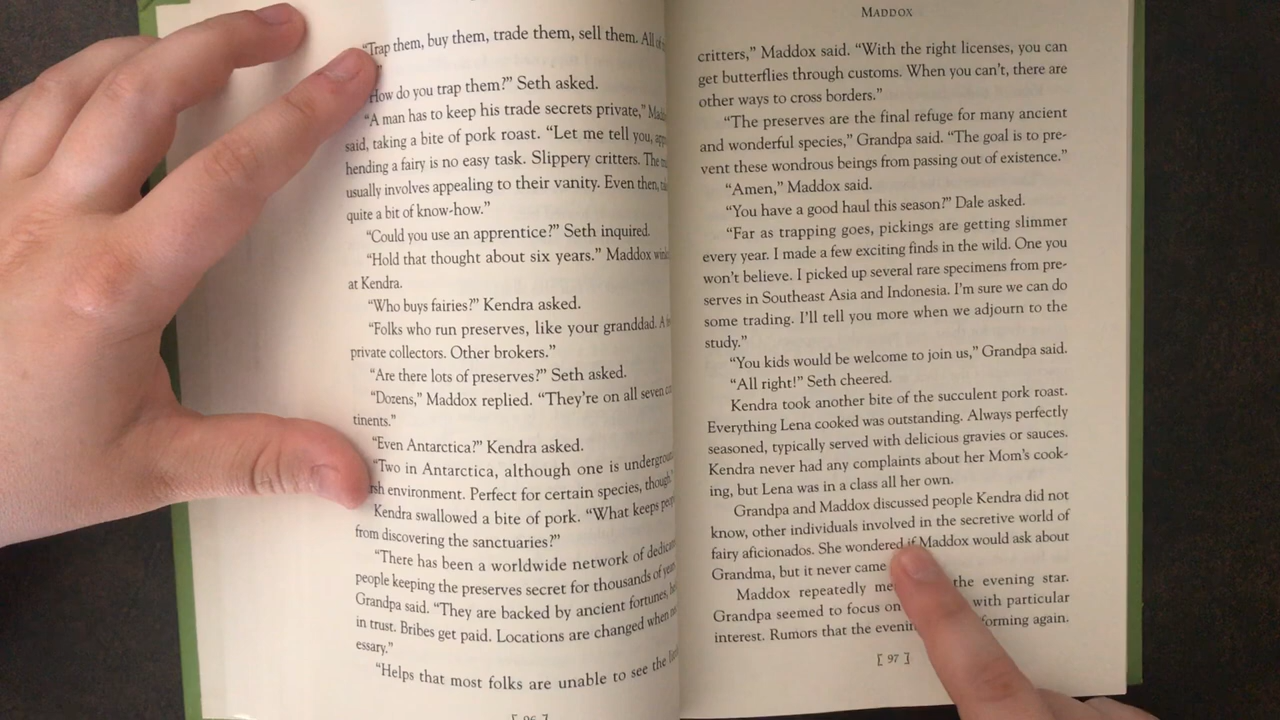 "Trap them, buy them, trade them, sell them. All of
"How do you trap them?" Seth asked.
"A man has to keep his trade secrets private,"
said, taking a bite of pork roast. "Let me tell you,
hending a fairy is no easy task. Slippery critters. The
usually involves appealing to their vanity. Even then,
quite a bit of know-how."
"Could you use an apprentice?" Seth inquired.
"Hold that thought about six years." Maddox
at Kendra.
"Who buys fairies?" Kendra asked.
"Folks who run preserves, like your granddad. A
private collectors. Other brokers."
"Are there lots of preserves?" Seth asked.
"Dozens," Maddox replied. "They're on all seven
tinents."
"Even Antarctica?" Kendra asked.
"Two in Antarctica, although one is
environment. Perfect for certain species, though."
Kendra swallowed a bite of pork. "What keeps
from discovering the sanctuaries?"
"There has been a worldwide network of
people keeping the preserves secret for thousands of
Grandpa said. "They are backed by ancient fortunes,
in trust. Bribes get paid. Locations are changed when
essary."
"Helps that most folks are unable to see the
[ 96 ]
MADDOX
critters," Maddox said. "With the right licenses, you can
get butterflies through customs. When you can't, there are
other ways to cross borders."
"The preserves are the final refuge for many ancient
and wonderful species," Grandpa said. "The goal is to pre-
vent these wondrous beings from passing out of existence."
"Amen," Maddox said.
"You have a good haul this season?" Dale asked.
"Far as trapping goes, pickings are getting slimmer
every year. I made a few exciting finds in the wild. One you
won't believe. I picked up several rare specimens from pre-
serves in Southeast Asia and Indonesia. I'm sure we can do
some trading. I'll tell you more when we adjourn to the
study."
"You kids would be welcome to join us," Grandpa said.
"All right!" Seth cheered.
Kendra took another bite of the succulent pork roast.
Everything Lena cooked was outstanding. Always perfectly
seasoned, typically served with delicious gravies or sauces.
Kendra never had any complaints about her Mom's cook-
ing, but Lena was in a class all her own.
Grandpa and Maddox discussed people Kendra did not
know, other individuals involved in the secretive world of
fairy aficionados. She wondered if Maddox would ask about
Grandma, but it never came
Maddox repeatedly the evening star.
Grandpa seemed to focus on with particular
interest. Rumors that the again.
[ 97 ]